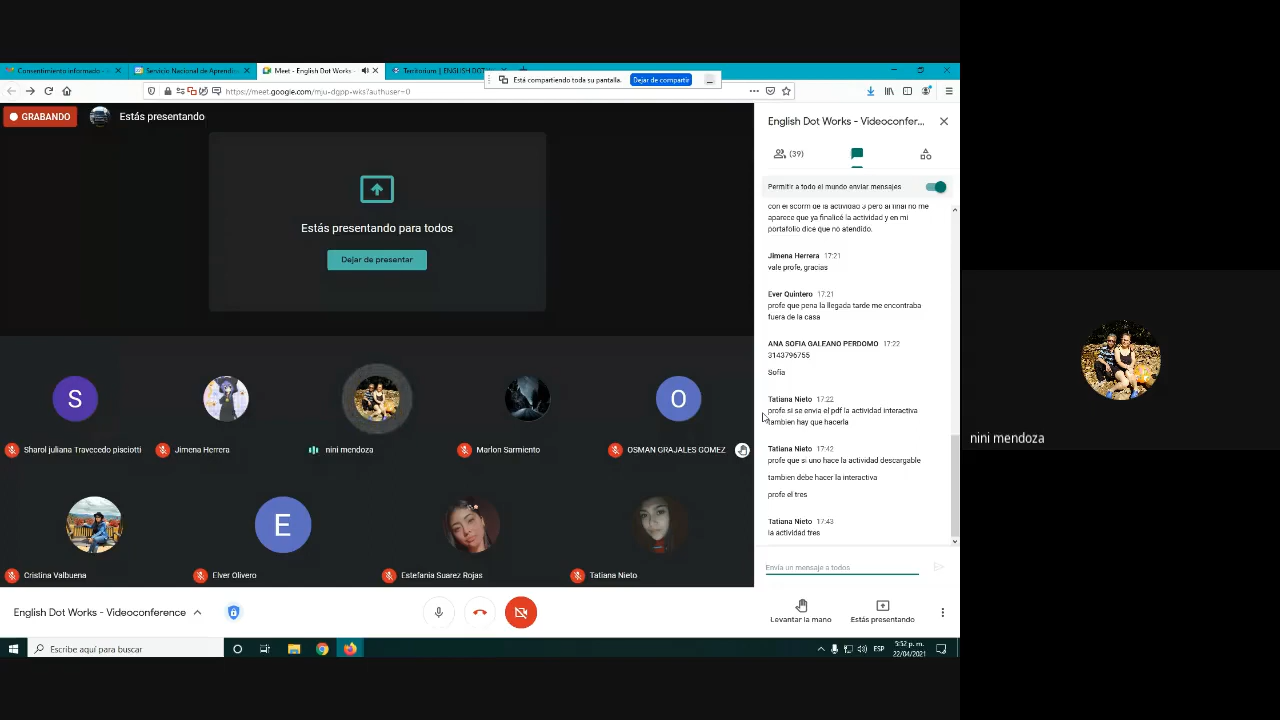 Consentimiento informado -
Servicio Nacional de Aprendiza
Meet - English Dot Works -
Territorium | ENGLISH DOT
Está compartiendo toda su pantalla.
Dejar de compartir
https://meet.google.com/mju-dgpp-wks?authuser=0
GRABANDO
Estás presentando
Estás presentando para todos
Dejar de presentar
S
O
Sharol juliana Travecedo pisciotti
Jimena Herrera
nini mendoza
Marlon Sarmiento
OSMAN GRAJALES GOMEZ
E
Cristina Valbuena
Elver Olivero
Estefania Suarez Rojas
Tatiana Nieto
English Dot Works - Videoconfer...
(39)
Permitir a todo el mundo enviar mensajes
con el scorm de la actividad 3 pero al final no me
aparece que ya finalicé la actividad y en mi
portafolio dice que no atendido.
Jimena Herrera 17:21
vale profe, gracias
Ever Quintero 17:21
profe que pena la llegada tarde me encontraba
fuera de la casa
ANA SOFIA GALEANO PERDOMO 17:22
3143796755
Sofia
Tatiana Nieto 17:22
profe si se envia el pdf la actividad interactiva
tambien hay que hacerla
Tatiana Nieto 17:42
profe que si uno hace la actividad descargable
tambien debe hacer la interactiva
profe el tres
Tatiana Nieto 17:43
la actividad tres
Envía un mensaje a todos
English Dot Works - Videoconference
Levantar la mano
Estás presentando
Escribe aquí para buscar
ESP
5:52 p. m.
22/04/2021
nini mendoza